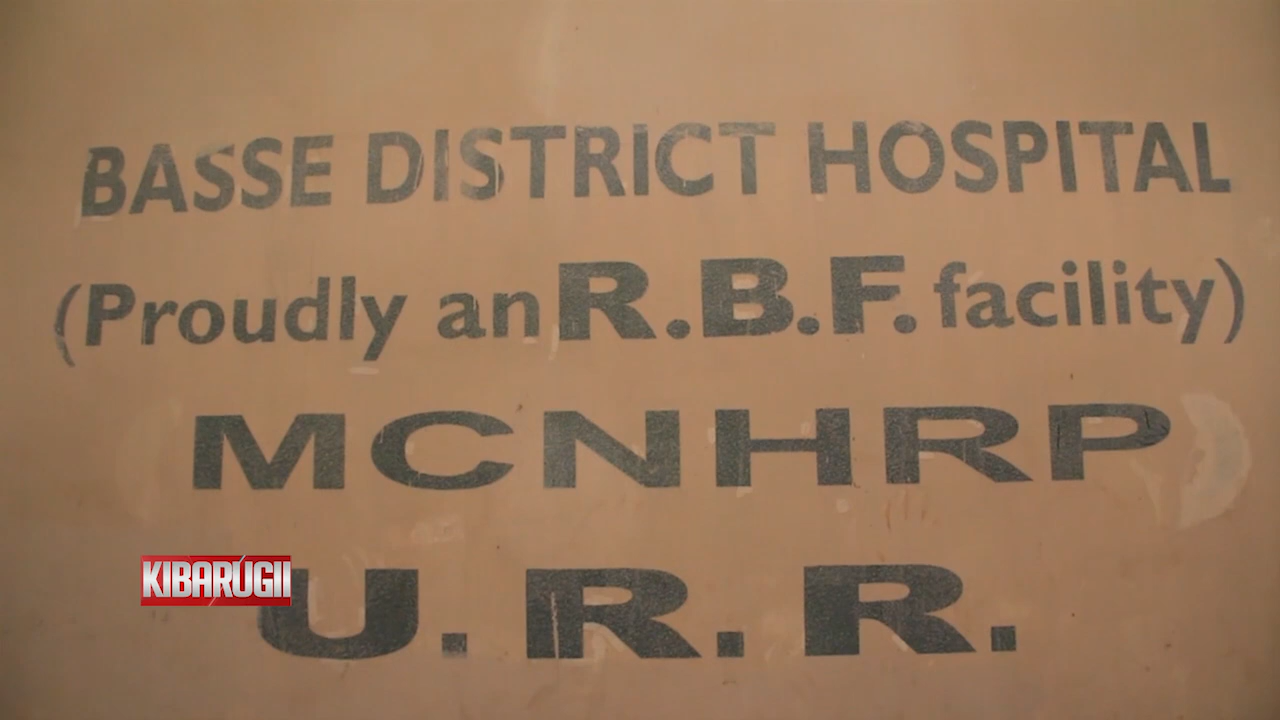 BASSE DISTRICT HOSPITAL
(Proudly an R.B.F. facility)
MCNHRP
U.R.R.
KIBARUGII